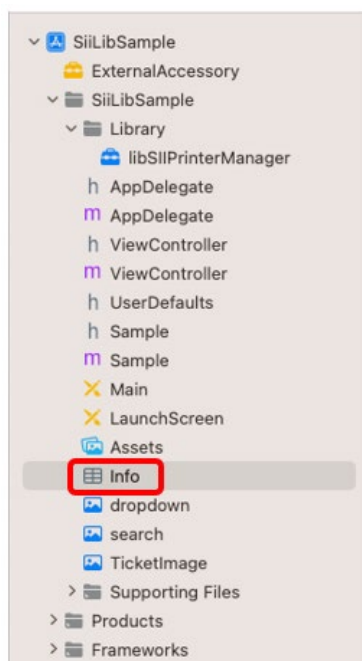 SiiLibSample
ExternalAccessory
SiiLibSample
Library
libSIIPrinterManager
h AppDelegate
m AppDelegate
h ViewController
m ViewController
h UserDefaults
h Sample
m Sample
Main
LaunchScreen
Assets
Info
dropdown
search
TicketImage
Supporting Files
Products
Frameworks